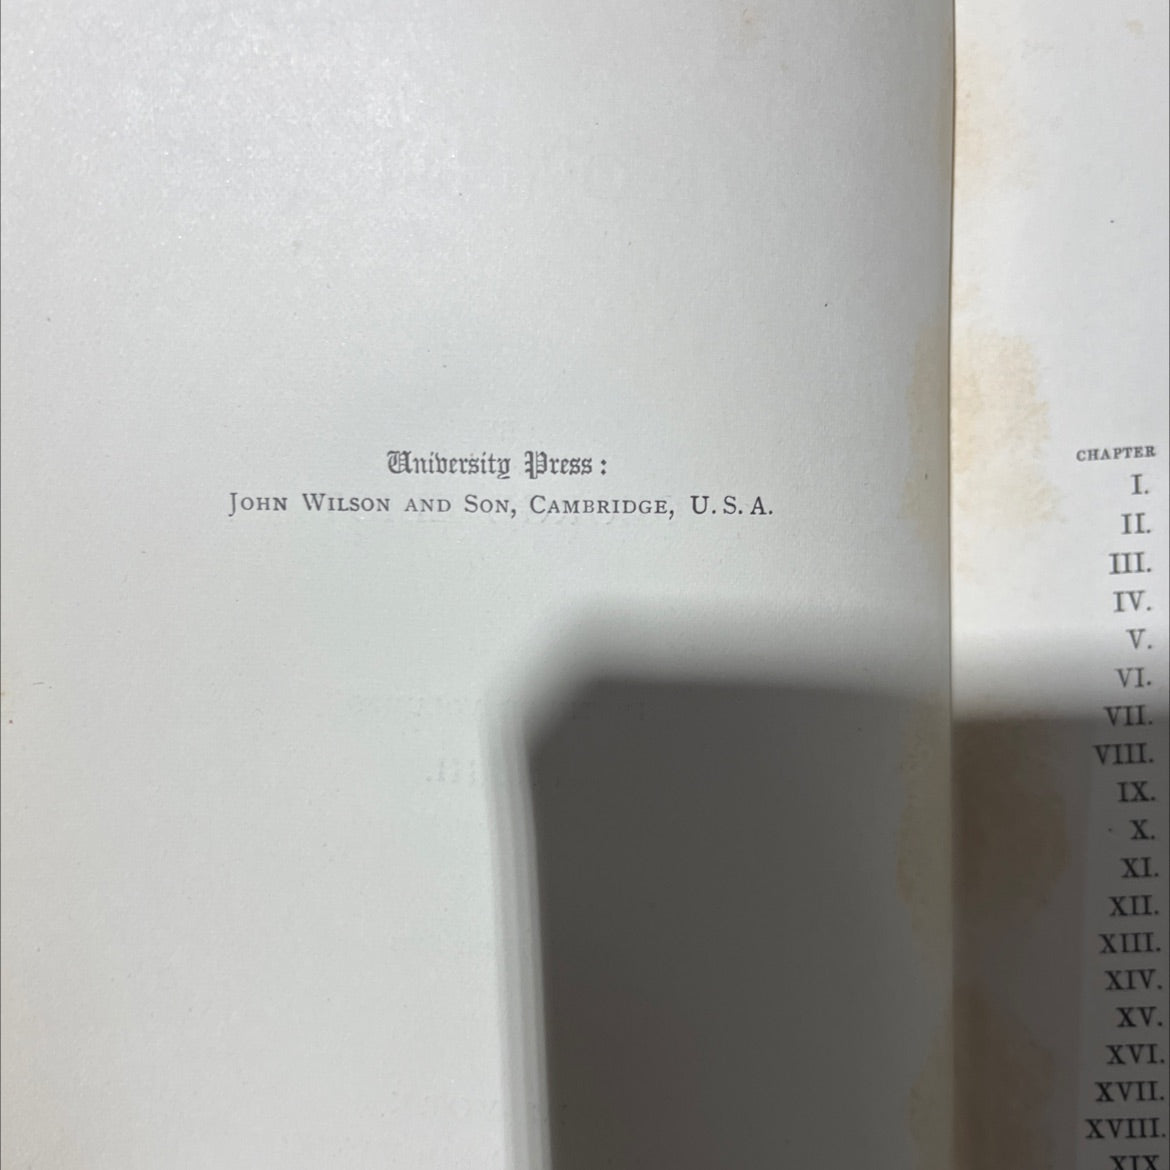 University Press:
JOHN WILSON AND SON, CAMBRIDGE, U.S.A.
CHAPTER
I.
II.
III.
IV.
V.
VI.
VII.
VIII.
IX.
X.
XI.
XII.
XIII.
XIV.
XV.
XVI.
XVII.
XVIII.
XIX